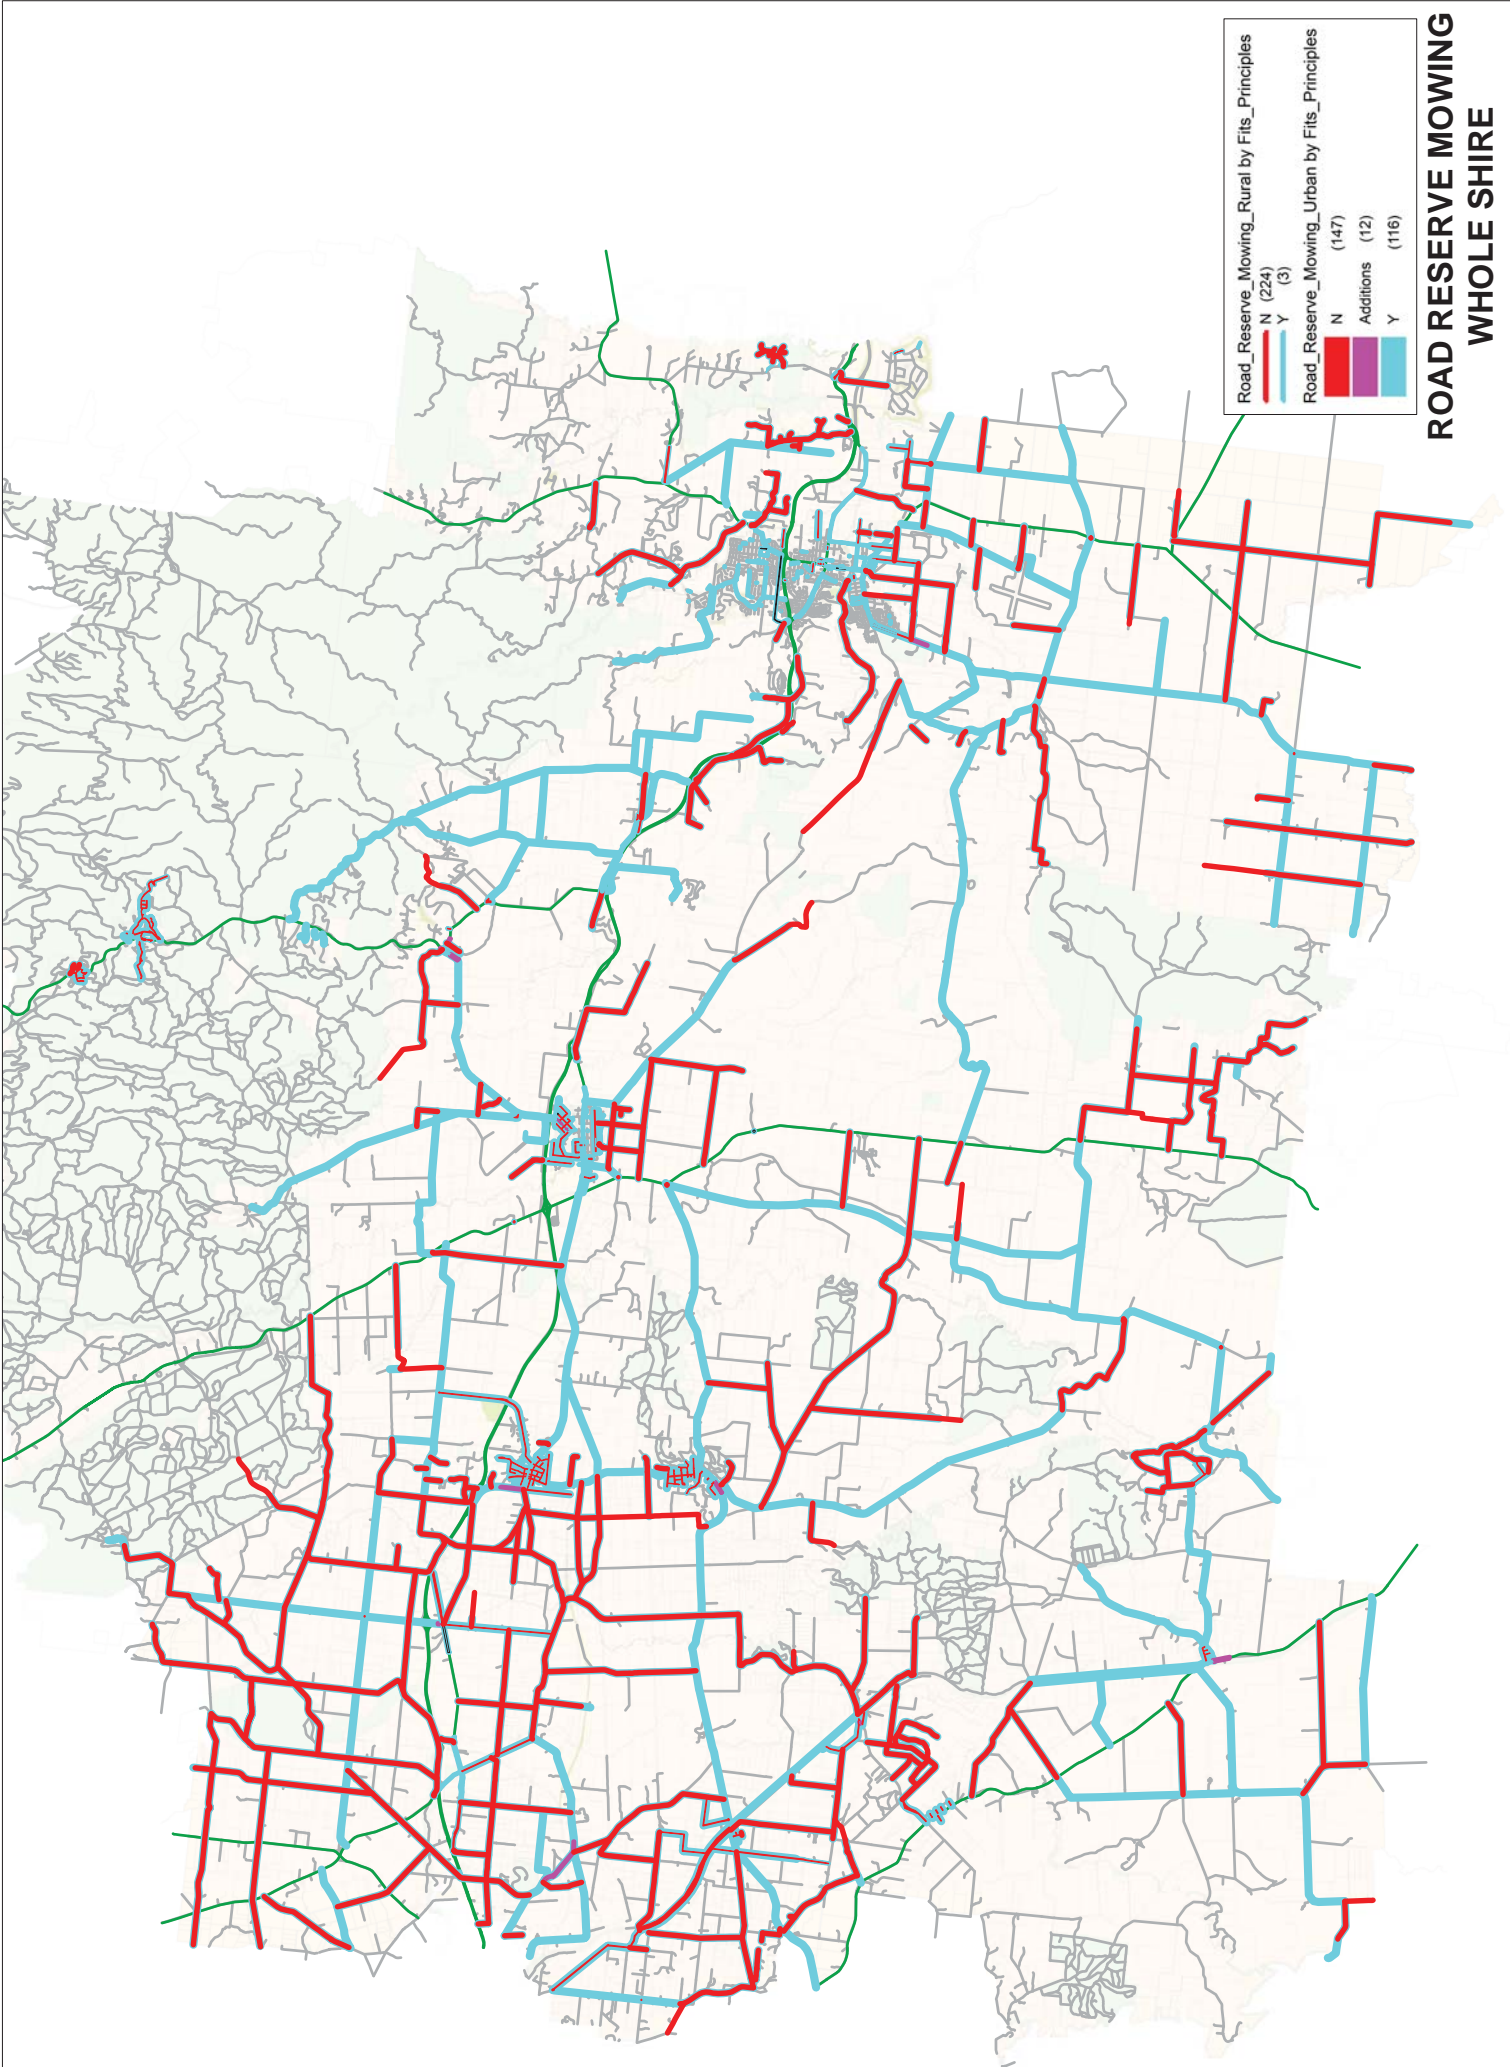 Road_Reserve_Mowing_Rural by Fits_Principles
N (224)
Y (3)
Road_Reserve_Mowing_Urban by Fits_Principles
N (147)
Additions (12)
Y (116)
ROAD RESERVE MOWING
WHOLE SHIRE